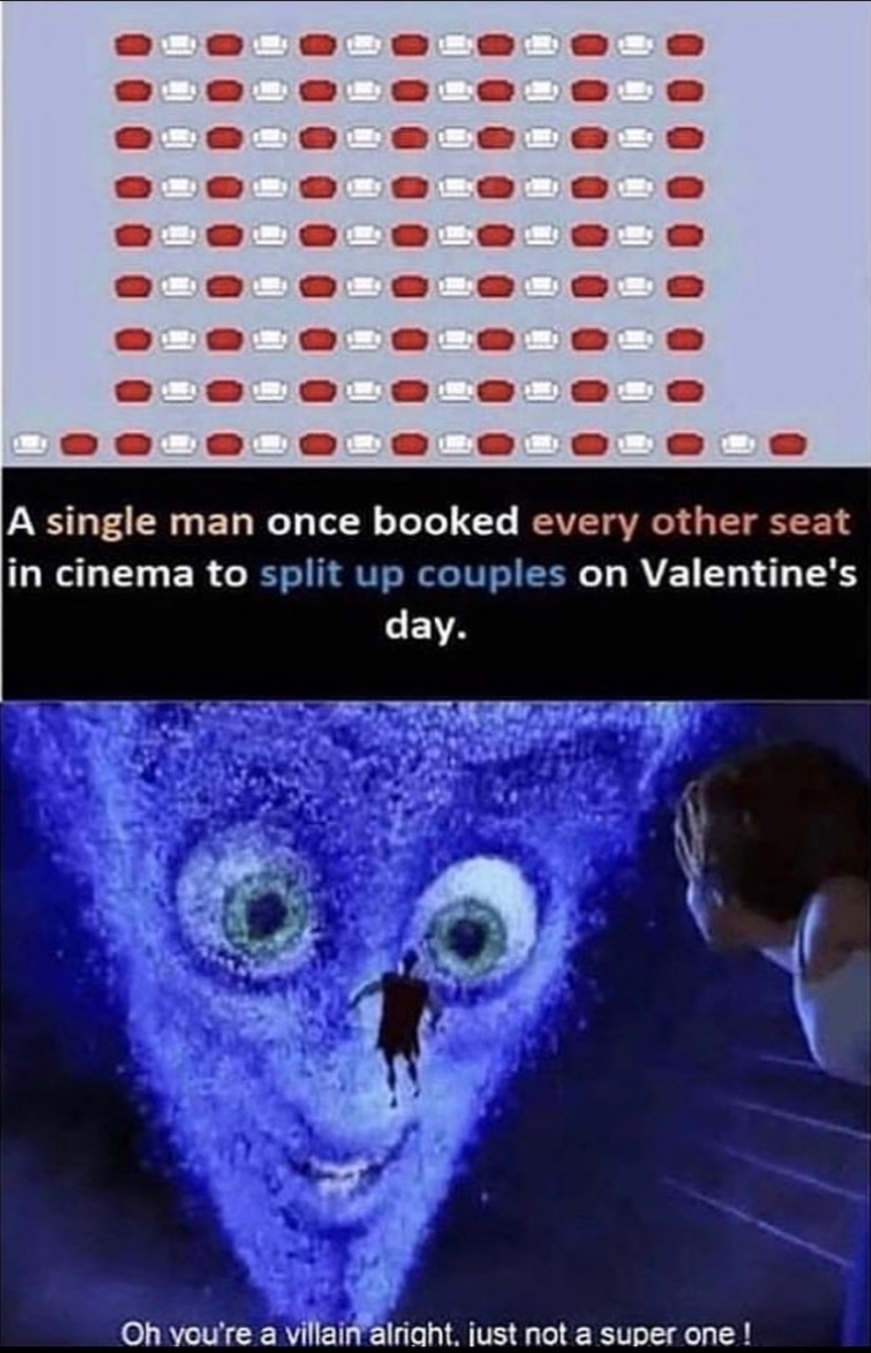 A single man once booked every other seat
in cinema to split up couples on Valentine's
day.
Oh you're a villain alright, just not a super one !